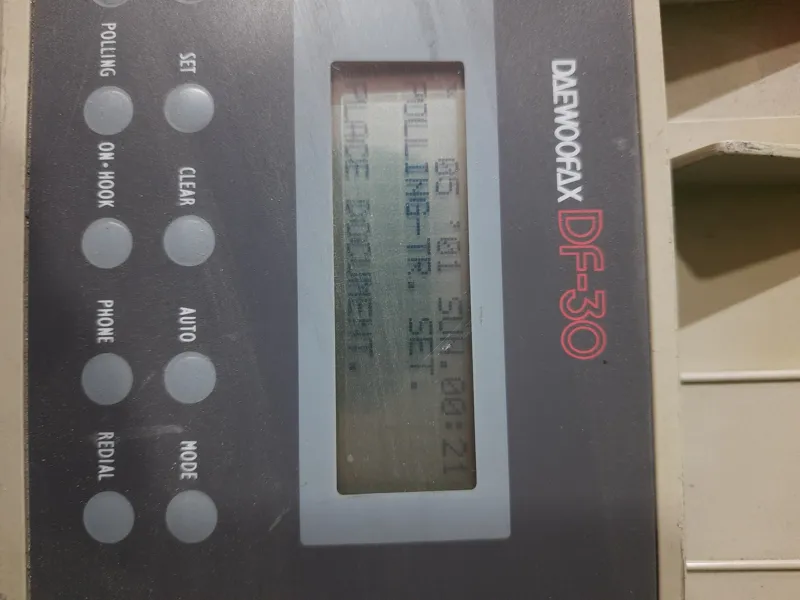 DAEWOOFAX DF-30
06 '01 SUN.00:21
POLLING-TR. SET.
PLACE DOCUMENT.
SET CLEAR AUTO MODE
POLLING ON·HOOK PHONE REDIAL